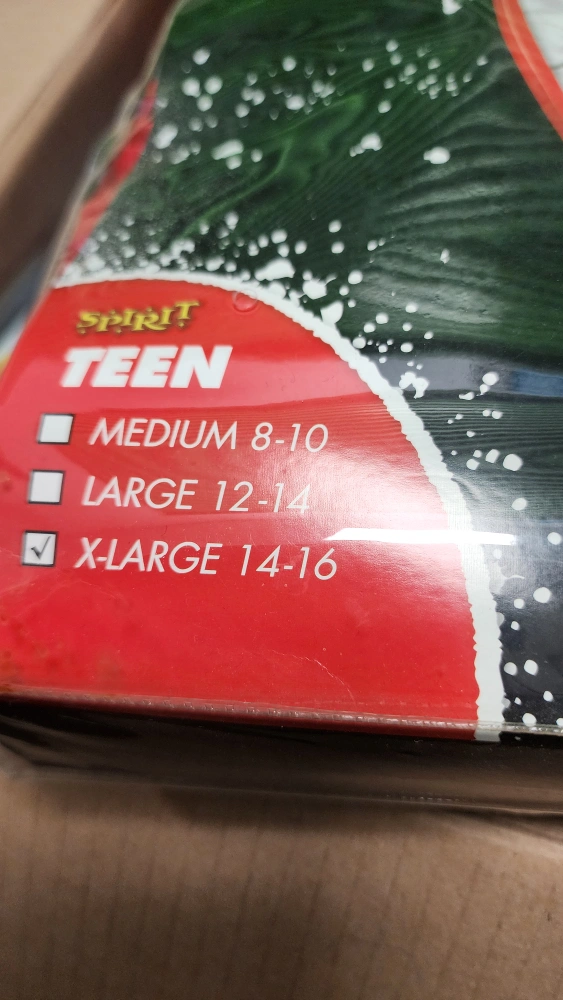 SPIRIT
TEEN
MEDIUM 8-10
LARGE 12-14
X-LARGE 14-16